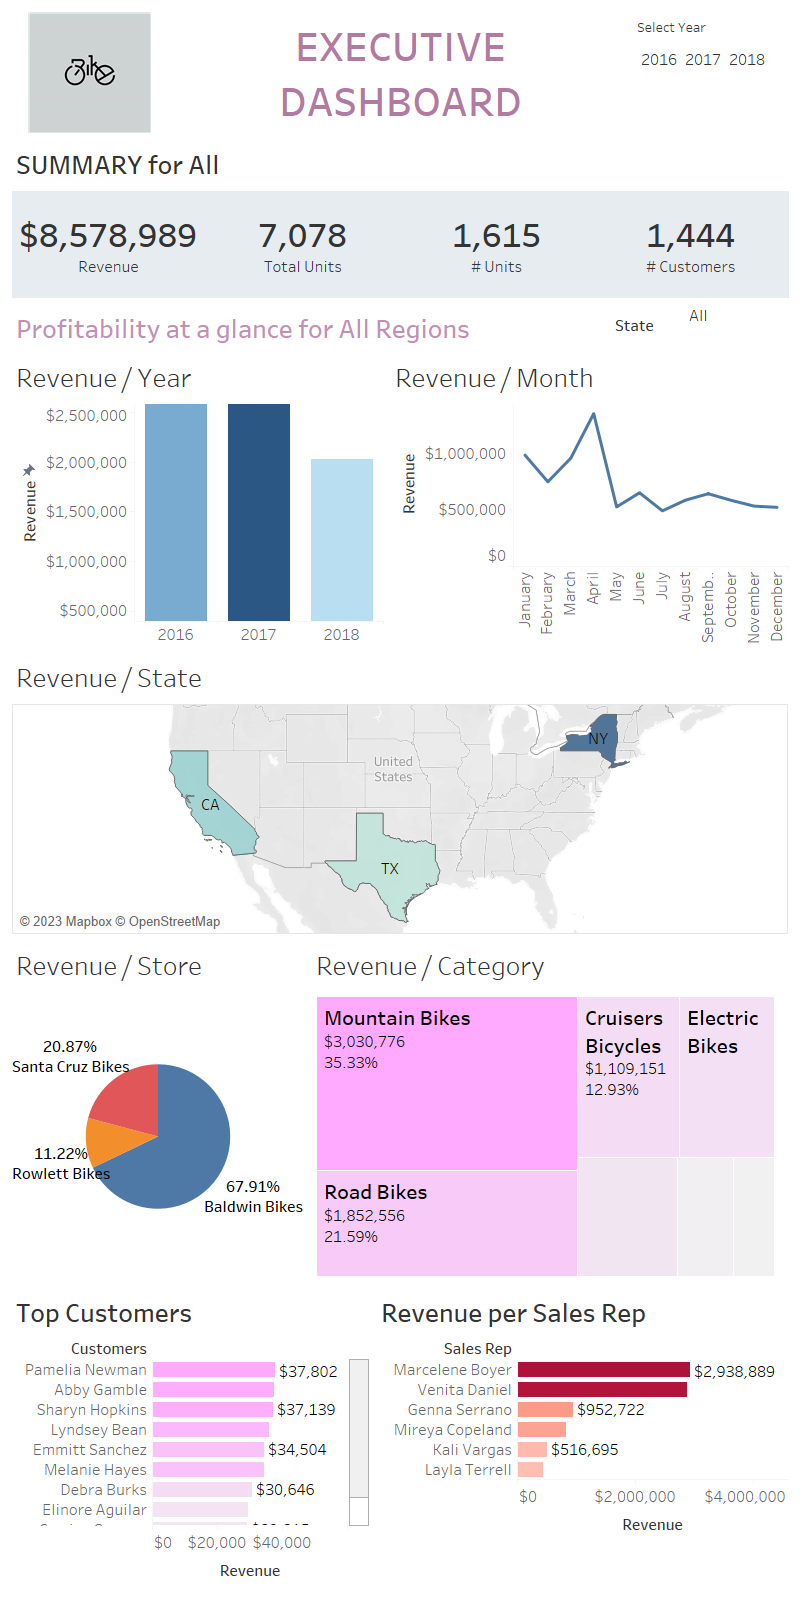 Bike
EXECUTIVE
DASHBOARD
Select Year
2016 2017 2018
SUMMARY for All
$8,578,989 7,078 1,615 1,444
Revenue Total Units # Units # Customers
Profitability at a glance for All Regions
State All
Revenue / Year
$2,500,000
$2,000,000
$1,500,000
$1,000,000
$500,000
Revenue
2016 2017 2018
Revenue / Month
$1,000,000
$500,000
$0
Revenue
January
February
March
April
May
June
July
August
Septemb..
October
November
December
Revenue / State
United
States
NY
CA
TX
© 2023 Mapbox © OpenStreetMap
Revenue / Store
20.87%
Santa Cruz Bikes
11.22%
Rowlett Bikes
67.91%
Baldwin Bikes
Revenue / Category
Mountain Bikes
$3,030,776
35.33%
Cruisers
Bicycles
$1,109,151
12.93%
Electric
Bikes
Road Bikes
$1,852,556
21.59%
Top Customers
Customers
Pamelia Newman $37,802
Abby Gamble
Sharyn Hopkins $37,139
Lyndsey Bean
Emmitt Sanchez $34,504
Melanie Hayes
Debra Burks $30,646
Elinore Aguilar
$0 $20,000 $40,000
Revenue
Revenue per Sales Rep
Sales Rep
Marcelene Boyer $2,938,889
Venita Daniel
Genna Serrano $952,722
Mireya Copeland
Kali Vargas $516,695
Layla Terrell
$0 $2,000,000 $4,000,000
Revenue